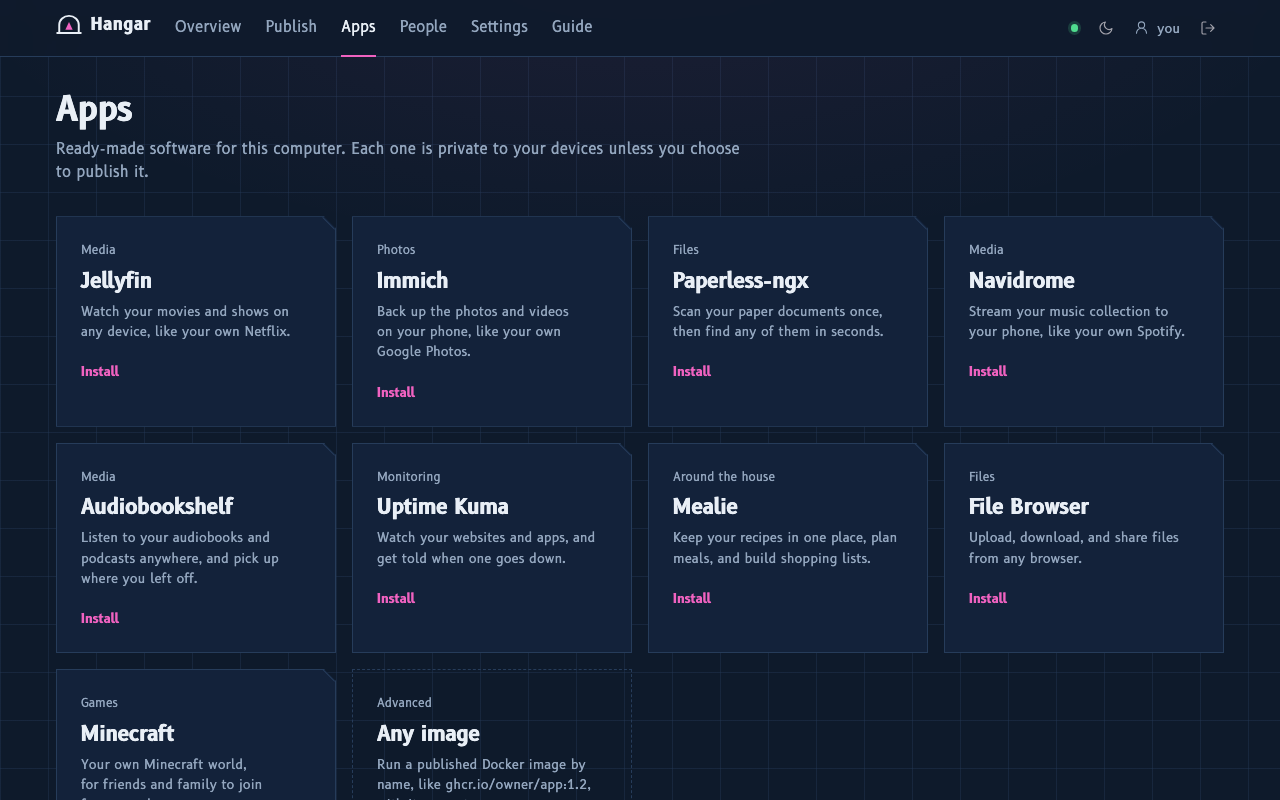 Hangar Overview Publish Apps People Settings Guide you
Apps
Ready-made software for this computer. Each one is private to your devices unless you choose
to publish it.
Media
Jellyfin
Watch your movies and shows on
any device, like your own Netflix.
Install
Photos
Immich
Back up the photos and videos
on your phone, like your own
Google Photos.
Install
Files
Paperless-ngx
Scan your paper documents once,
then find any of them in seconds.
Install
Media
Navidrome
Stream your music collection to
your phone, like your own Spotify.
Install
Media
Audiobookshelf
Listen to your audiobooks and
podcasts anywhere, and pick up
where you left off.
Install
Monitoring
Uptime Kuma
Watch your websites and apps, and
get told when one goes down.
Install
Around the house
Mealie
Keep your recipes in one place, plan
meals, and build shopping lists.
Install
Files
File Browser
Upload, download, and share files
from any browser.
Install
Games
Minecraft
Your own Minecraft world,
for friends and family to join
Advanced
Any image
Run a published Docker image by
name, like ghcr.io/owner/app:1.2,